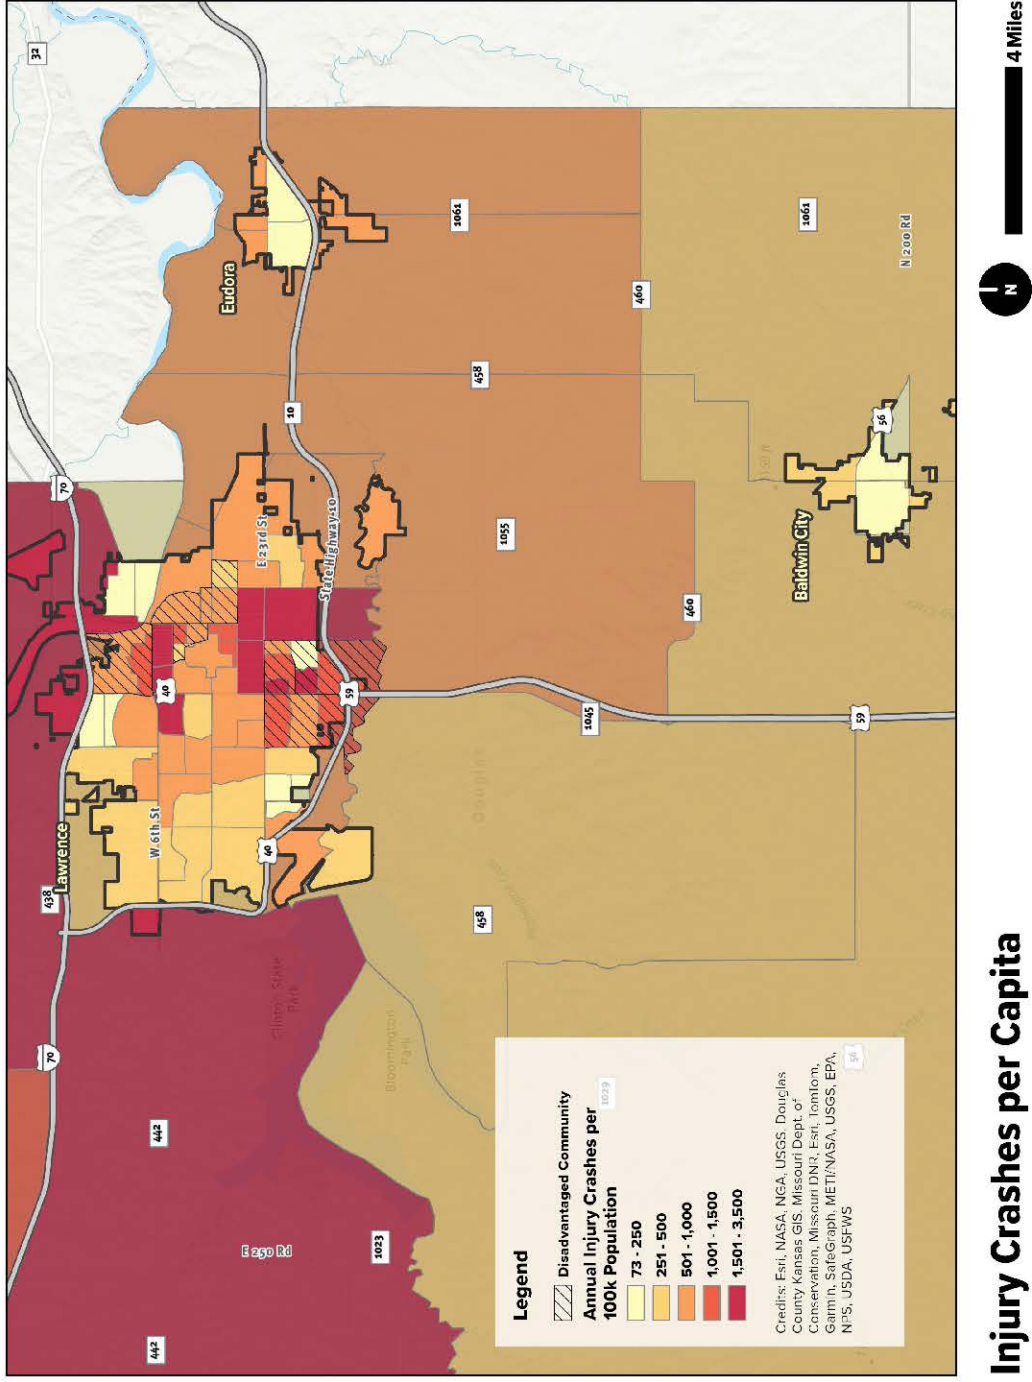 32
70
438
Lawrence
W 6th St
40
40
59
E 23rd St
State Highway 10
10
Eudora
1061
460
458
1055
460
1045
59
1061
N 200 Rd
56
Baldwin City
Douglas
458
Clinton State
Park
Bloomington
Park
70
442
442
E 250 Rd
1023
1029
56
Legend
Disadvantaged Community
Annual Injury Crashes per
100k Population
73 - 250
251 - 500
501 - 1,000
1,001 - 1,500
1,501 - 3,500
Credits: Esri, NASA, NGA, USGS, Douglas
County Kansas GIS, Missouri Dept. of
Conservation, Missouri DNR, Esri, TomTom,
Garmin, SafeGraph, METI/NASA, USGS, EPA,
NPS, USDA, USFWS
Injury Crashes per Capita
N
4 Miles